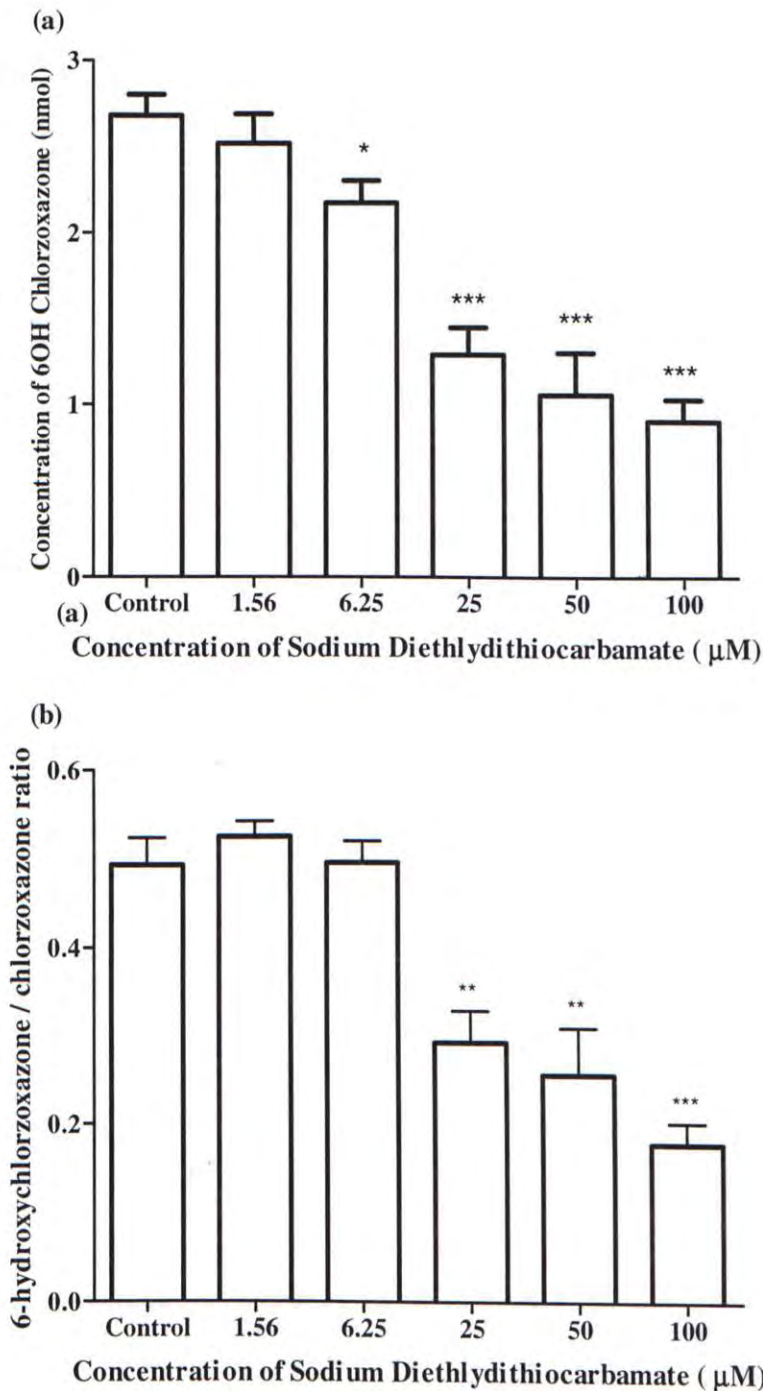 (a)
Concentration of 6OH Chlorzoxazone (nmol)
3
2
1
0
*
***
***
***
Control 1.56 6.25 25 50 100
(a)
Concentration of Sodium Diethlydithiocarbamate ( μM)
(b)
6-hydroxychlorzoxazone / chlorzoxazone ratio
0.6
0.4
0.2
0.0
**
**
***
Control 1.56 6.25 25 50 100
Concentration of Sodium Diethlydithiocarbamate ( μM)